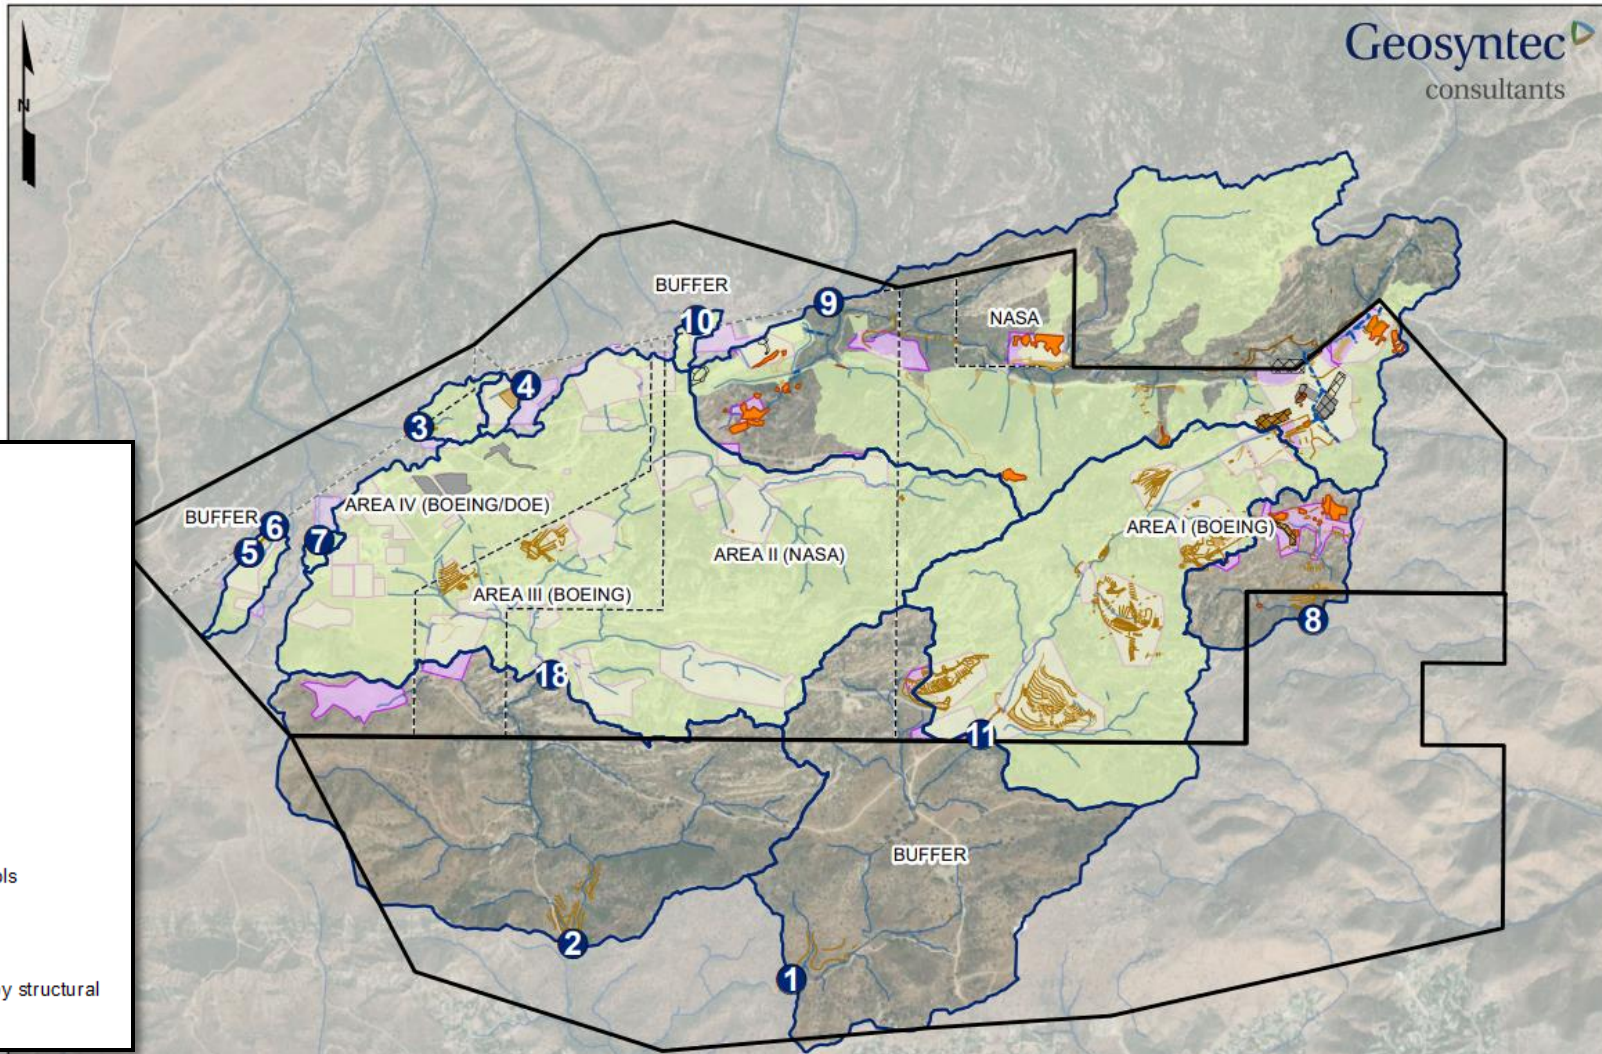 Geosyntec
consultants
N
BUFFER
10
9
NASA
4
3
AREA IV (BOEING/DOE)
BUFFER
6
5
7
AREA I (BOEING)
AREA II (NASA)
AREA III (BOEING)
8
18
11
BUFFER
2
1
y structural